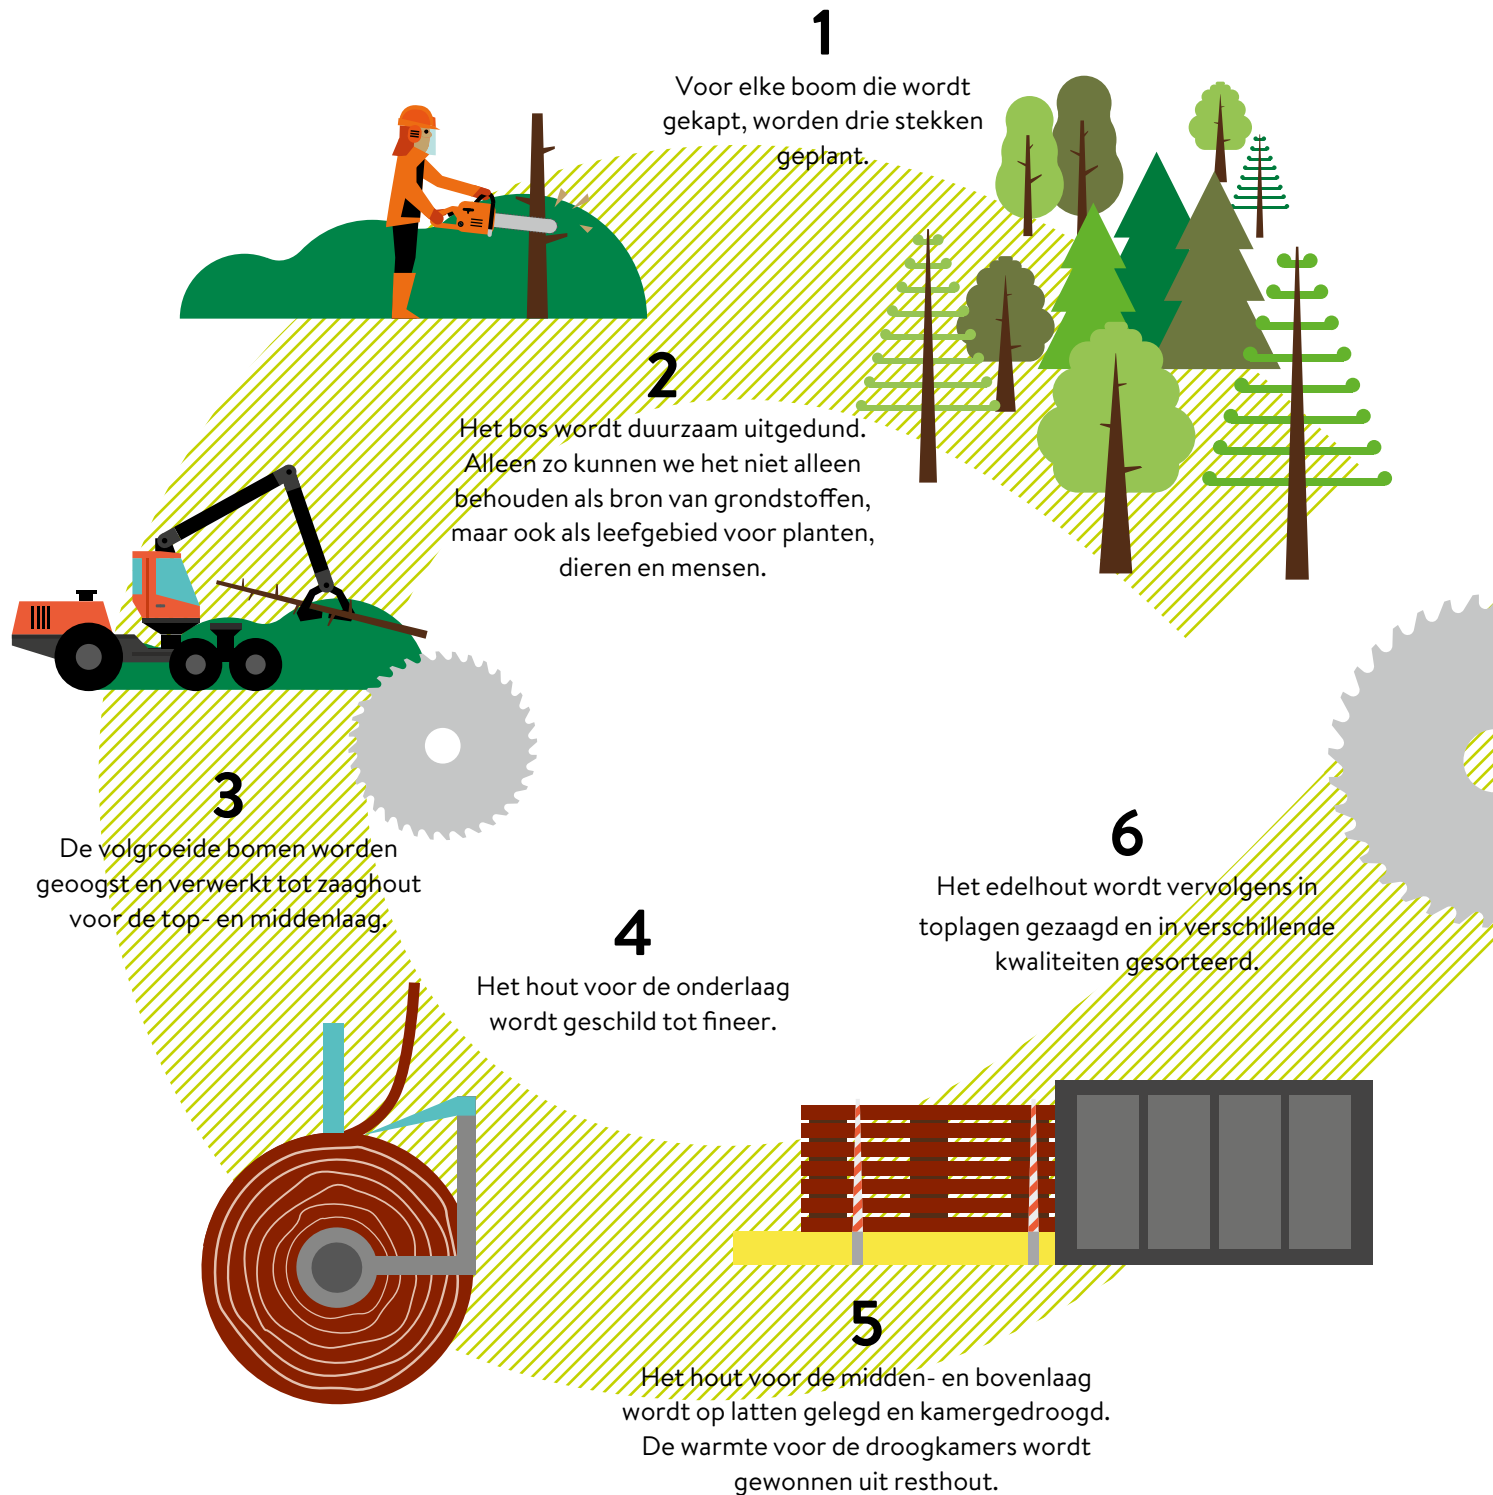 1
Voor elke boom die wordt
gekapt, worden drie stekken
geplant.
2
Het bos wordt duurzaam uitgedund.
Alleen zo kunnen we het niet alleen
behouden als bron van grondstoffen,
maar ook als leefgebied voor planten,
dieren en mensen.
3
De volgroeide bomen worden
geoogst en verwerkt tot zaaghout
voor de top- en middenlaag.
4
Het hout voor de onderlaag
wordt geschild tot fineer.
5
Het hout voor de midden- en bovenlaag
wordt op latten gelegd en kamergedroogd.
De warmte voor de droogkamers wordt
gewonnen uit resthout.
6
Het edelhout wordt vervolgens in
toplagen gezaagd en in verschillende
kwaliteiten gesorteerd.